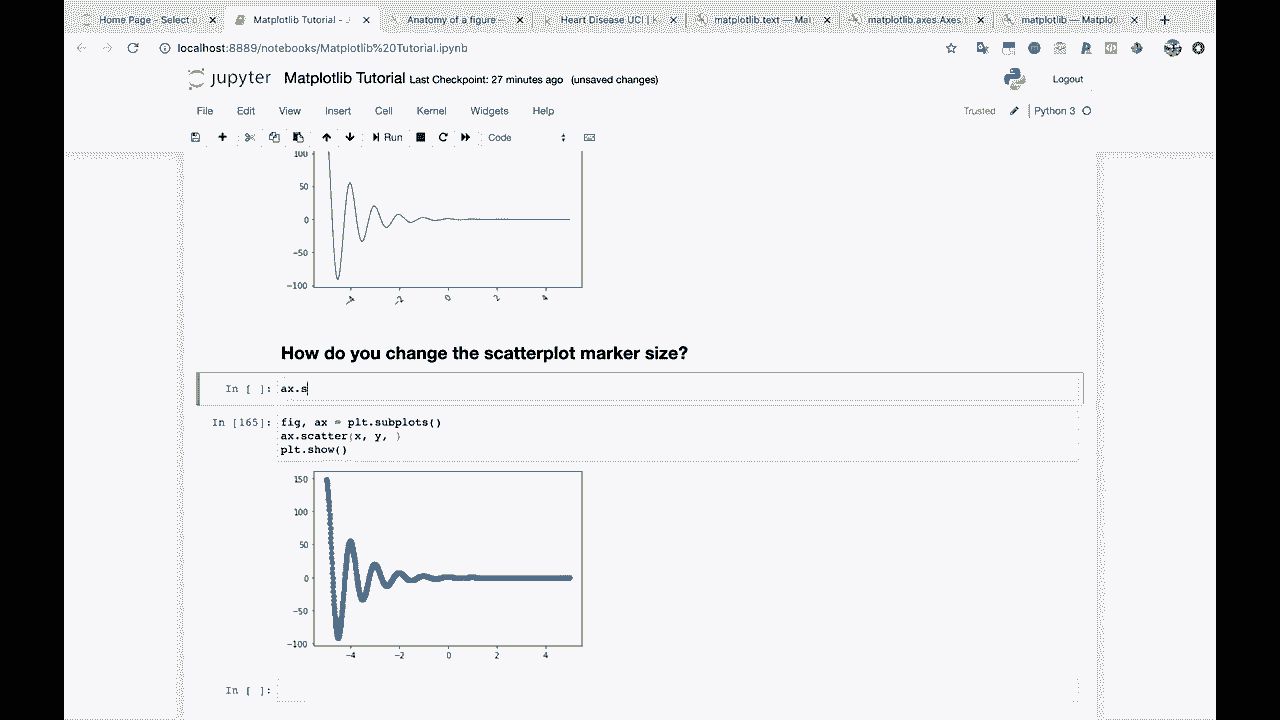 Home Page - Select o
Matplotlib Tutorial - J
Anatomy of a figure —
Heart Disease UCI | K
matplotlib.text — Mat
matplotlib.axes.Axes
matplotlib — Matplot
localhost:8889/notebooks/Matplotlib%20Tutorial.ipynb
jupyter Matplotlib Tutorial Last Checkpoint: 27 minutes ago (unsaved changes)
Logout
File Edit View Insert Cell Kernel Widgets Help
Trusted Python 3
Run Code
100
50
0
-50
-100
-4 -2 0 2 4
How do you change the scatterplot marker size?
In [ ]: ax.s
In [165]: fig, ax = plt.subplots()
ax.scatter(x, y, )
plt.show()
150
100
50
0
-50
-100
-4 -2 0 2 4
In [ ]: